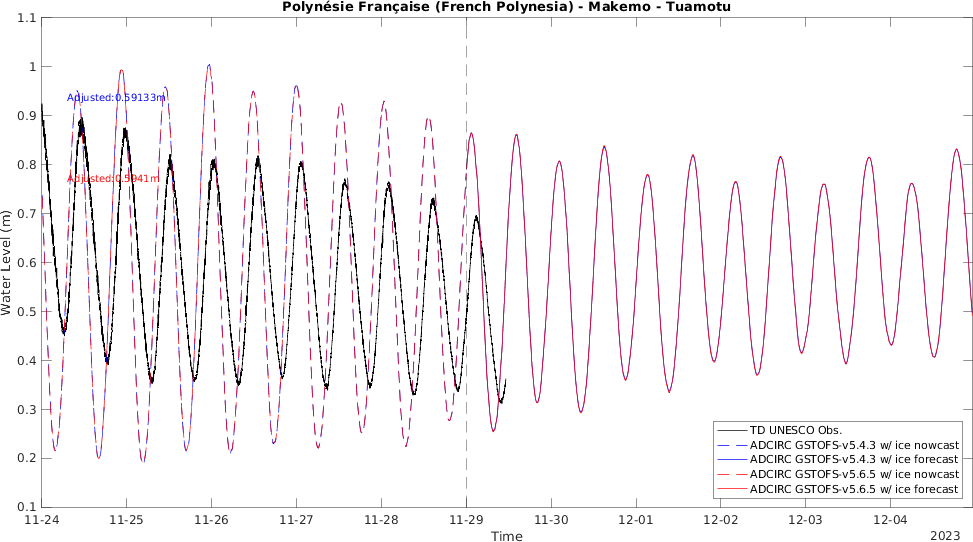 Polynésie Française (French Polynesia) - Makemo - Tuamotu
1.1
1
0.9
0.8
0.7
0.6
0.5
0.4
0.3
0.2
0.1
Water Level (m)
Adjusted:0.59133m
Adjusted:0.5941m
TD UNESCO Obs.
ADCIRC GSTOFS-v5.4.3 w/ ice nowcast
ADCIRC GSTOFS-v5.4.3 w/ ice forecast
ADCIRC GSTOFS-v5.6.5 w/ ice nowcast
ADCIRC GSTOFS-v5.6.5 w/ ice forecast
11-24 11-25 11-26 11-27 11-28 11-29 11-30 12-01 12-02 12-03 12-04
Time
2023